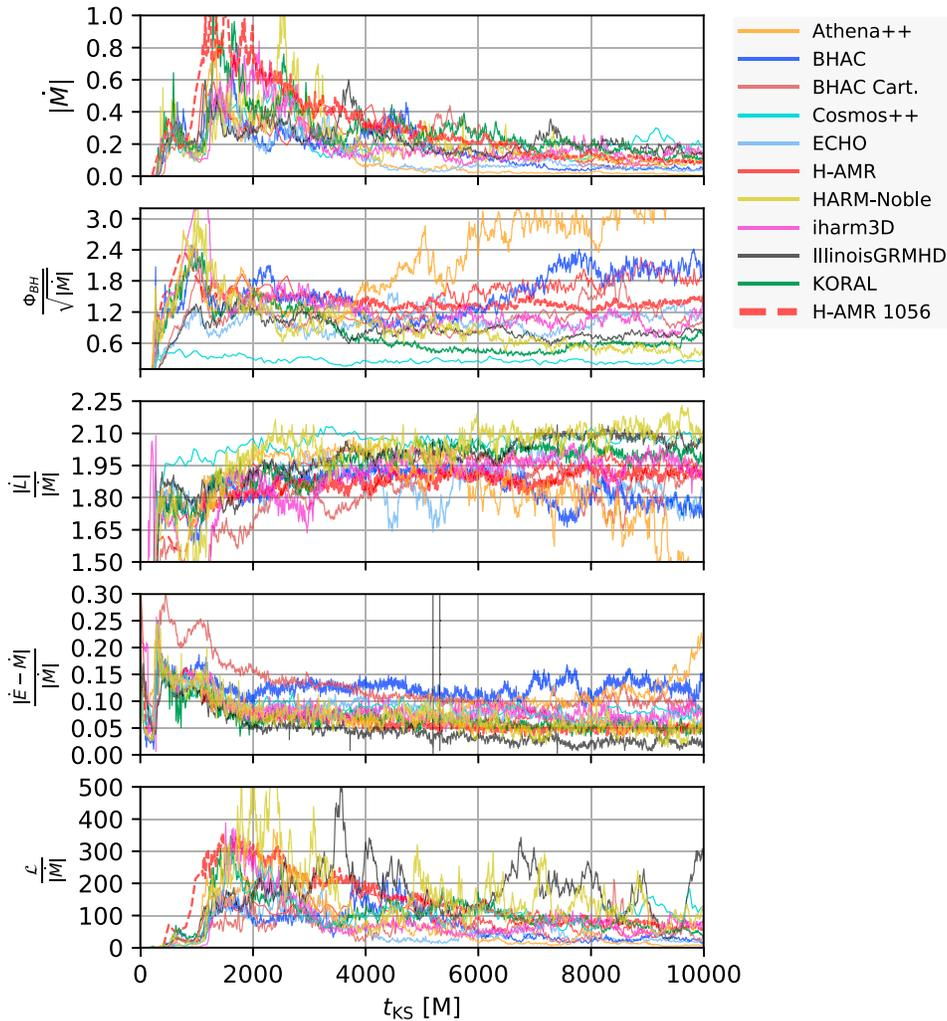 |Ṁ|
1.0
0.8
0.6
0.4
0.2
0.0
Φ_BH / √|Ṁ|
3.0
2.4
1.8
1.2
0.6
|L̇| / |Ṁ|
2.25
2.10
1.95
1.80
1.65
1.50
|Ė − Ṁ| / |Ṁ|
0.30
0.25
0.20
0.15
0.10
0.05
0.00
ℒ / |Ṁ|
500
400
300
200
100
0
0 2000 4000 6000 8000 10000
t_KS [M]
Athena++
BHAC
BHAC Cart.
Cosmos++
ECHO
H-AMR
HARM-Noble
iharm3D
IllinoisGRMHD
KORAL
H-AMR 1056